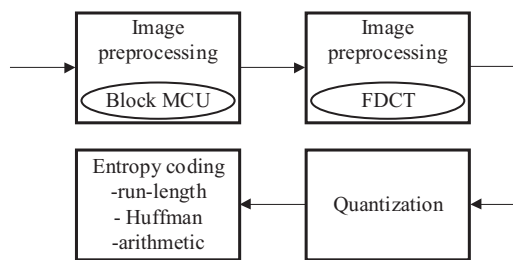 Image
preprocessing
Block MCU
Image
preprocessing
FDCT
Entropy coding
-run-length
- Huffman
-arithmetic
Quantization